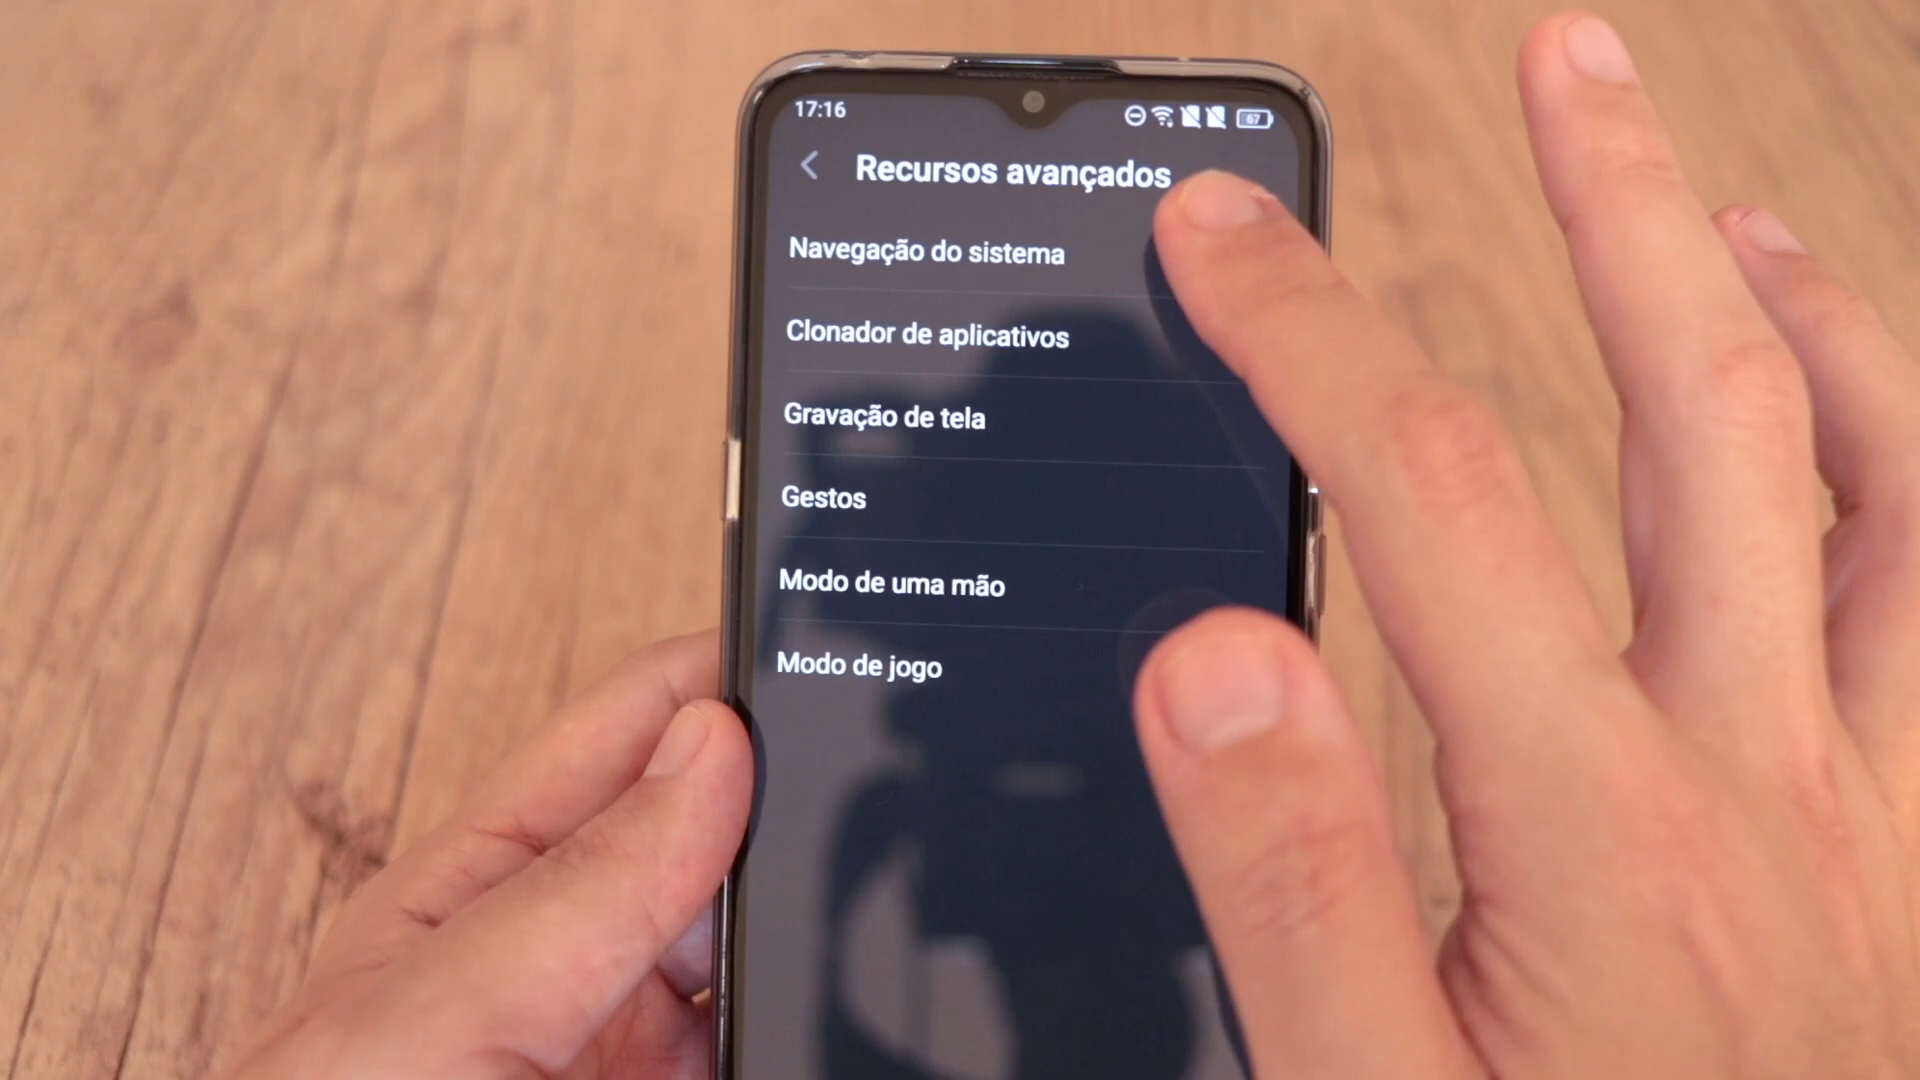 17:16
67
Recursos avançados
Navegação do sistema
Clonador de aplicativos
Gravação de tela
Gestos
Modo de uma mão
Modo de jogo